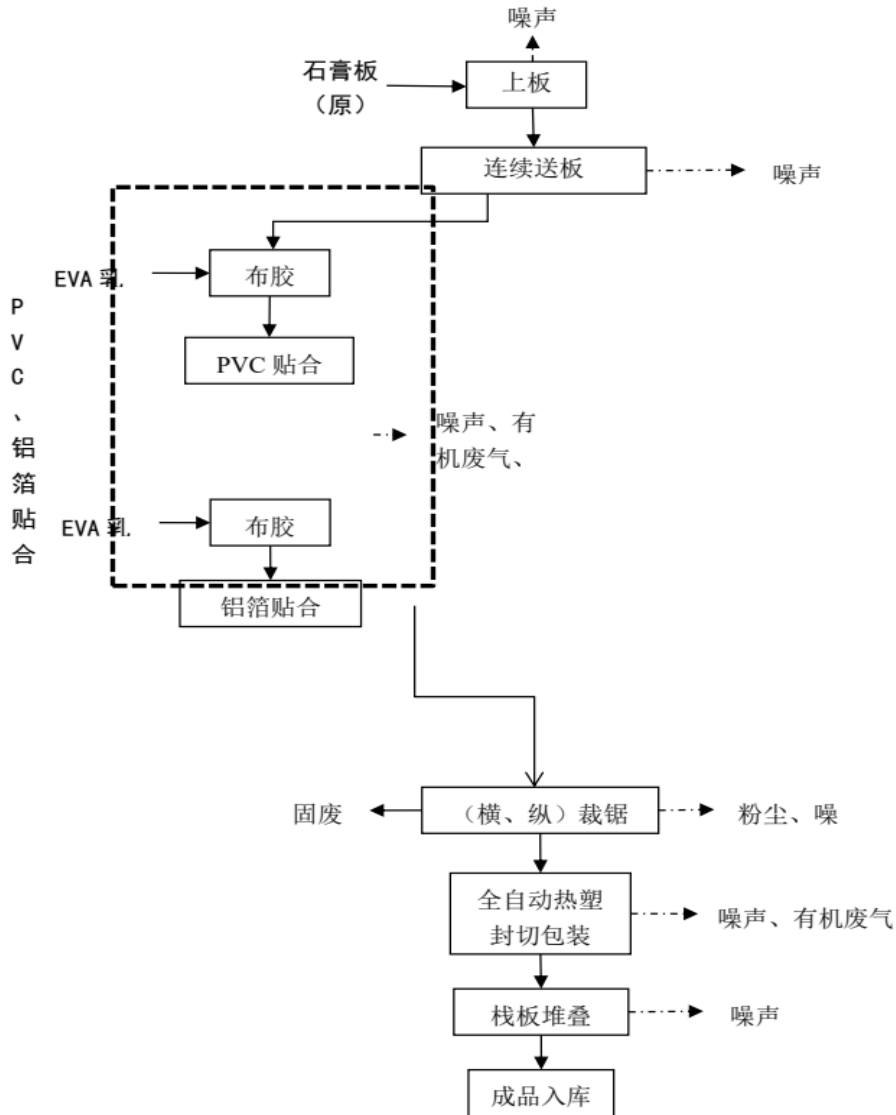 噪声
石膏板
（原）
上板
连续送板
噪声
EVA 乳
布胶
PVC 贴合
PVC、铝箔贴合
噪声、有
机废气、
EVA 乳
布胶
铝箔贴合
固废
（横、纵）裁锯
粉尘、噪
全自动热塑
封切包装
噪声、有机废气
栈板堆叠
噪声
成品入库